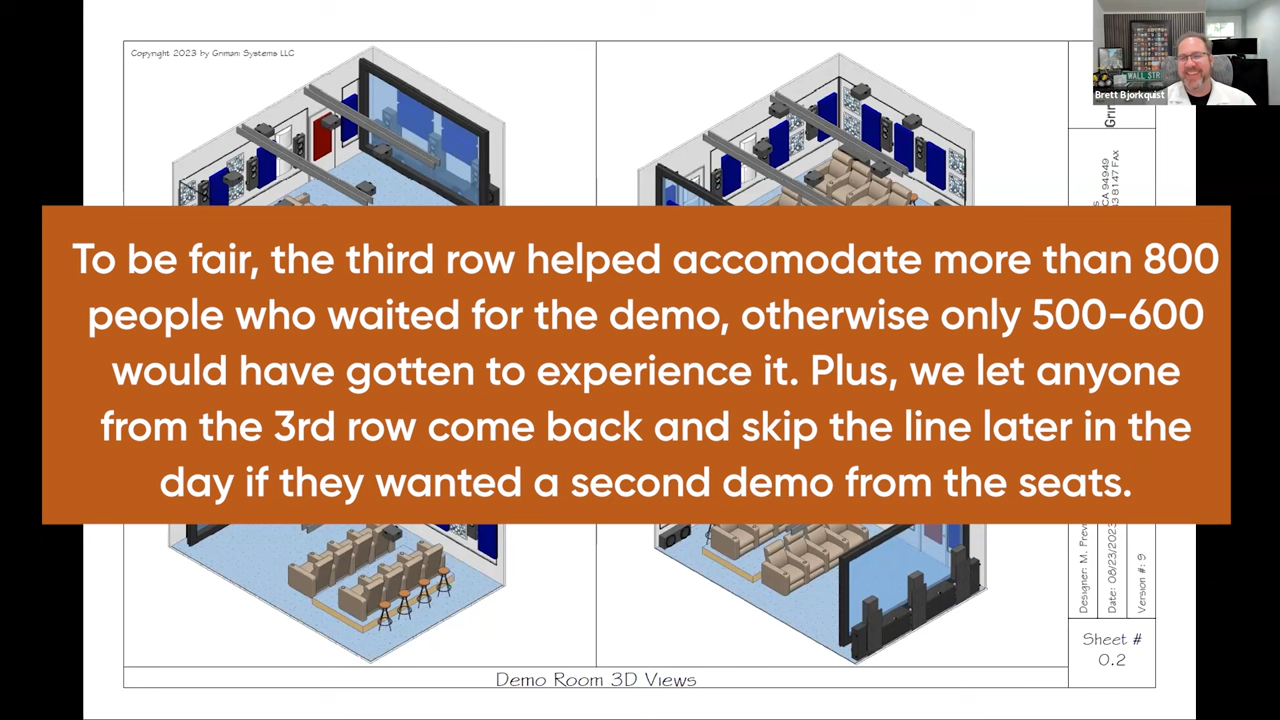 Copyright 2023 by Grimani Systems LLC
WALL STR
Brett Bjorkquist
CA 94949
8147 FAX
To be fair, the third row helped accomodate more than 800
people who waited for the demo, otherwise only 500-600
would have gotten to experience it. Plus, we let anyone
from the 3rd row come back and skip the line later in the
day if they wanted a second demo from the seats.
Designer: M.
Date: 08/23/2023
Version #: 9
Sheet #
0.2
Demo Room 3D Views